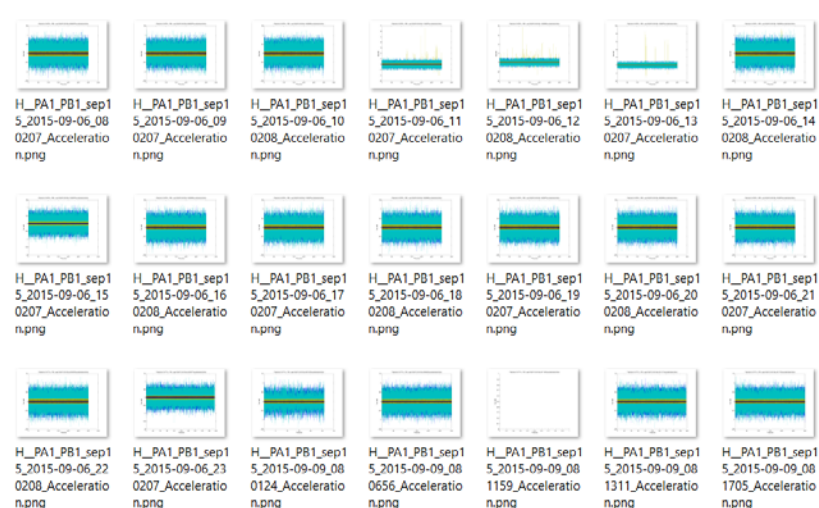 H__PA1_PB1_sep1 H__PA1_PB1_sep1 H__PA1_PB1_sep1 H__PA1_PB1_sep1 H__PA1_PB1_sep1 H__PA1_PB1_sep1 H__PA1_PB1_sep1
5_2015-09-06_08 5_2015-09-06_09 5_2015-09-06_10 5_2015-09-06_11 5_2015-09-06_12 5_2015-09-06_13 5_2015-09-06_14
0207_Acceleratio 0207_Acceleratio 0208_Acceleratio 0207_Acceleratio 0208_Acceleratio 0207_Acceleratio 0208_Acceleratio
n.png n.png n.png n.png n.png n.png n.png
H__PA1_PB1_sep1 H__PA1_PB1_sep1 H__PA1_PB1_sep1 H__PA1_PB1_sep1 H__PA1_PB1_sep1 H__PA1_PB1_sep1 H__PA1_PB1_sep1
5_2015-09-06_15 5_2015-09-06_16 5_2015-09-06_17 5_2015-09-06_18 5_2015-09-06_19 5_2015-09-06_20 5_2015-09-06_21
0207_Acceleratio 0208_Acceleratio 0207_Acceleratio 0208_Acceleratio 0207_Acceleratio 0208_Acceleratio 0207_Acceleratio
n.png n.png n.png n.png n.png n.png n.png
H__PA1_PB1_sep1 H__PA1_PB1_sep1 H__PA1_PB1_sep1 H__PA1_PB1_sep1 H__PA1_PB1_sep1 H__PA1_PB1_sep1 H__PA1_PB1_sep1
5_2015-09-06_22 5_2015-09-06_23 5_2015-09-09_08 5_2015-09-09_08 5_2015-09-09_08 5_2015-09-09_08 5_2015-09-09_08
0208_Acceleratio 0207_Acceleratio 0124_Acceleratio 0656_Acceleratio 1159_Acceleratio 1311_Acceleratio 1705_Acceleratio
n.png n.png n.png n.png n.png n.png n.png